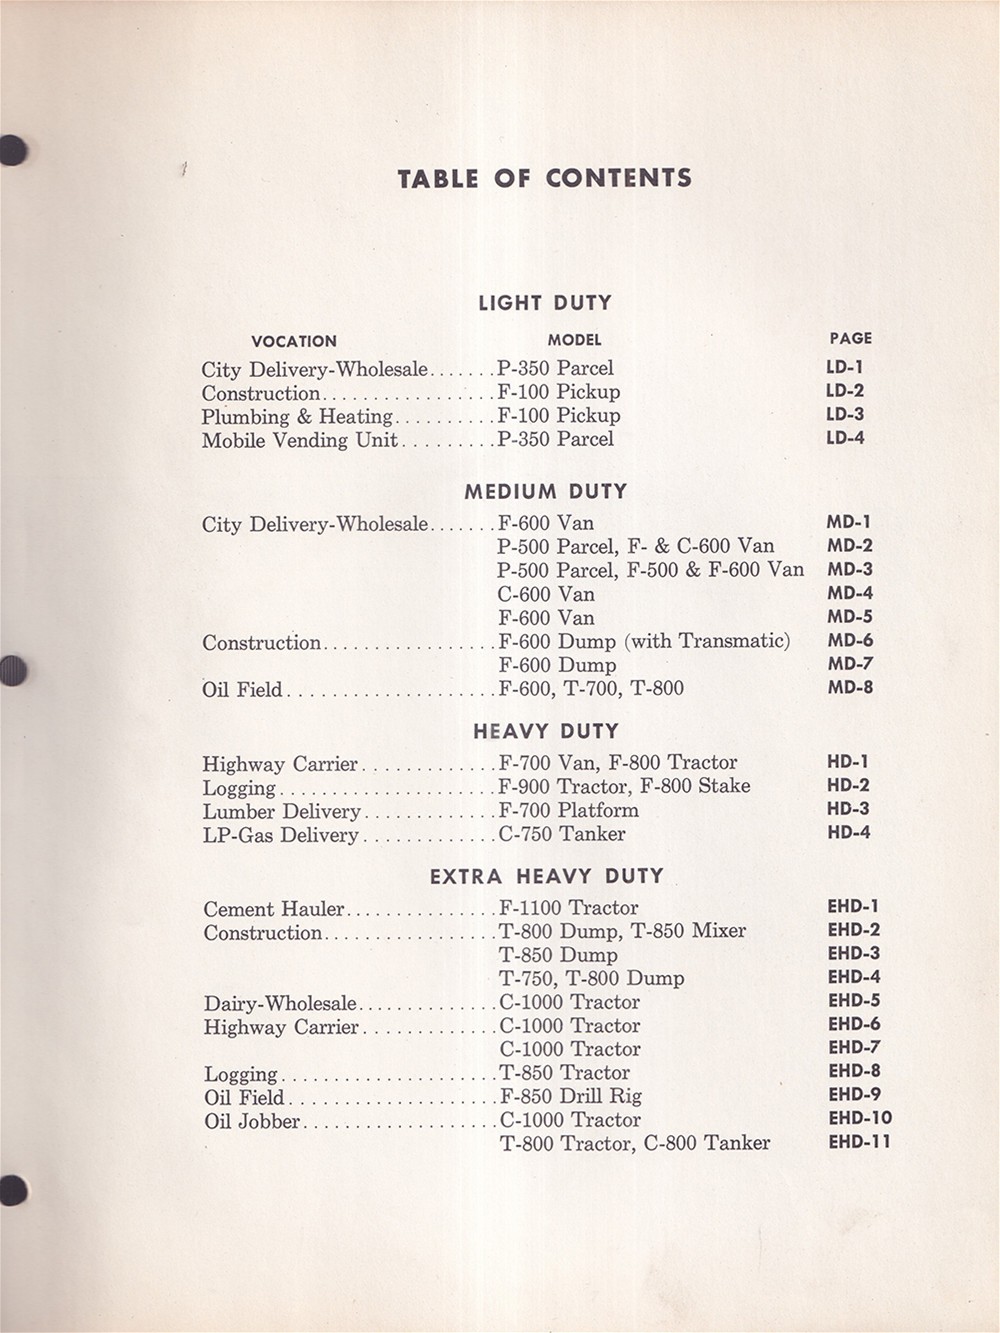 TABLE OF CONTENTS
LIGHT DUTY
VOCATION MODEL PAGE
City Delivery-Wholesale.......P-350 Parcel LD-1
Construction.................F-100 Pickup LD-2
Plumbing & Heating..........F-100 Pickup LD-3
Mobile Vending Unit.........P-350 Parcel LD-4
MEDIUM DUTY
City Delivery-Wholesale.......F-600 Van MD-1
P-500 Parcel, F- & C-600 Van MD-2
P-500 Parcel, F-500 & F-600 Van MD-3
C-600 Van MD-4
F-600 Van MD-5
Construction.................F-600 Dump (with Transmatic) MD-6
F-600 Dump MD-7
Oil Field.....................F-600, T-700, T-800 MD-8
HEAVY DUTY
Highway Carrier.............F-700 Van, F-800 Tractor HD-1
Logging......................F-900 Tractor, F-800 Stake HD-2
Lumber Delivery.............F-700 Platform HD-3
LP-Gas Delivery.............C-750 Tanker HD-4
EXTRA HEAVY DUTY
Cement Hauler...............F-1100 Tractor EHD-1
Construction.................T-800 Dump, T-850 Mixer EHD-2
T-850 Dump EHD-3
T-750, T-800 Dump EHD-4
Dairy-Wholesale..............C-1000 Tractor EHD-5
Highway Carrier.............C-1000 Tractor EHD-6
C-1000 Tractor EHD-7
Logging......................T-850 Tractor EHD-8
Oil Field.....................F-850 Drill Rig EHD-9
Oil Jobber...................C-1000 Tractor EHD-10
T-800 Tractor, C-800 Tanker EHD-11